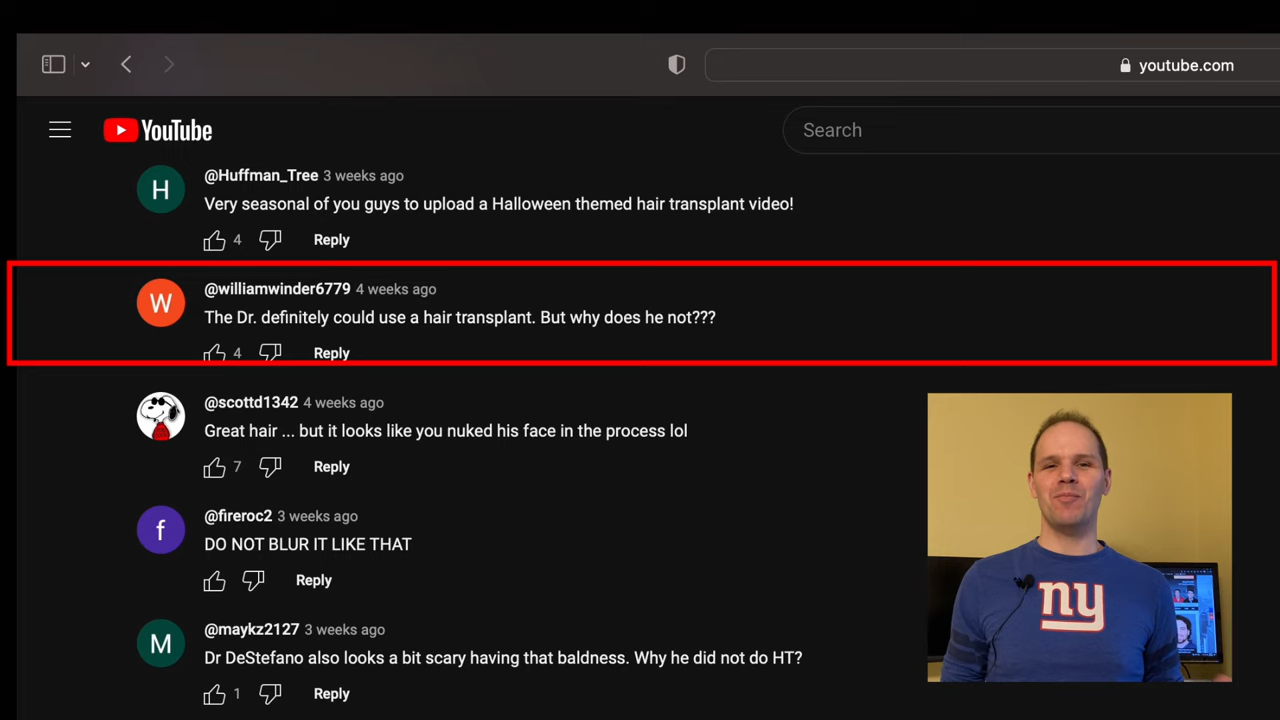 youtube.com
YouTube
Search
H
@Huffman_Tree 3 weeks ago
Very seasonal of you guys to upload a Halloween themed hair transplant video!
4
Reply
W
@williamwinder6779 4 weeks ago
The Dr. definitely could use a hair transplant. But why does he not???
4
Reply
@scottd1342 4 weeks ago
Great hair ... but it looks like you nuked his face in the process lol
7
Reply
f
@fireroc2 3 weeks ago
DO NOT BLUR IT LIKE THAT
Reply
M
@maykz2127 3 weeks ago
Dr DeStefano also looks a bit scary having that baldness. Why he did not do HT?
1
Reply
ny